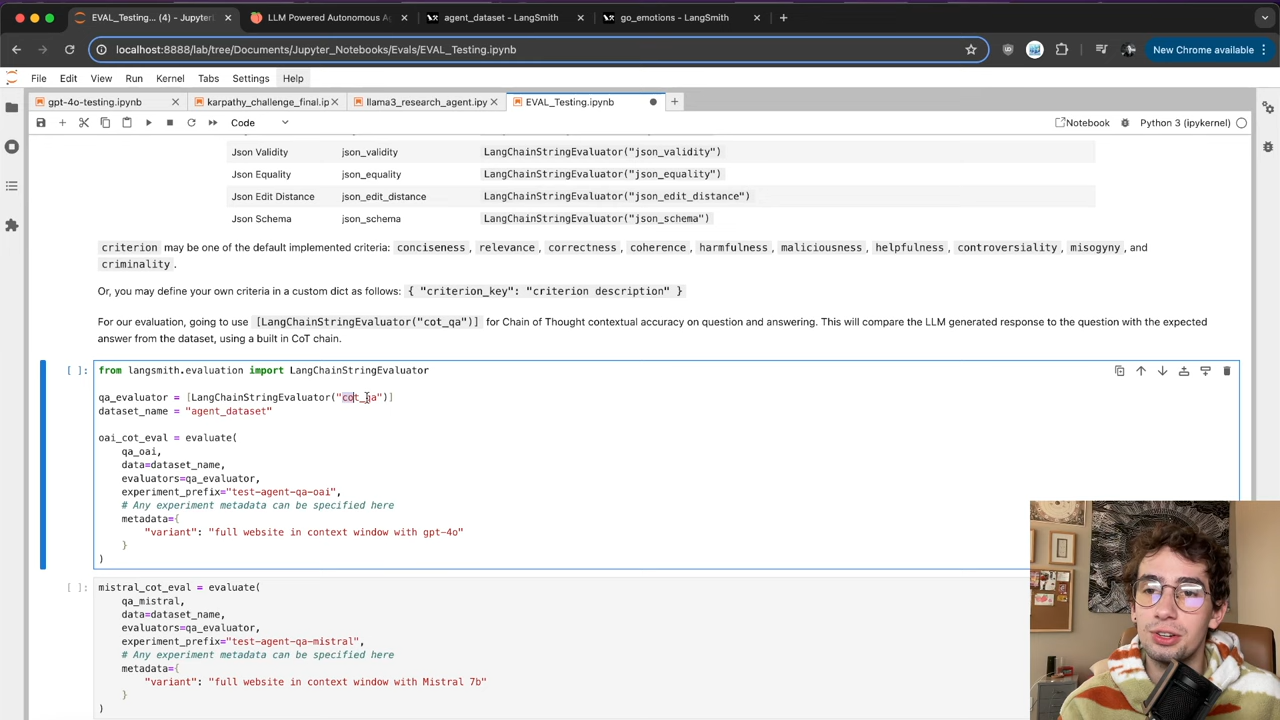 EVAL_Testing... (4) - Jupyter
LLM Powered Autonomous A
agent_dataset - LangSmith
go_emotions - LangSmith
localhost:8888/lab/tree/Documents/Jupyter_Notebooks/Evals/EVAL_Testing.ipynb
New Chrome available
File Edit View Run Kernel Tabs Settings Help
gpt-4o-testing.ipynb
karpathy_challenge_final.ip
llama3_research_agent.ipy
EVAL_Testing.ipynb
Code
Notebook
Python 3 (ipykernel)
Json Validity json_validity LangChainStringEvaluator("json_validity")
Json Equality json_equality LangChainStringEvaluator("json_equality")
Json Edit Distance json_edit_distance LangChainStringEvaluator("json_edit_distance")
Json Schema json_schema LangChainStringEvaluator("json_schema")
criterion may be one of the default implemented criteria: conciseness , relevance , correctness , coherence , harmfulness , maliciousness , helpfulness , controversiality , misogyny , and
criminality .
Or, you may define your own criteria in a custom dict as follows: { "criterion_key": "criterion description" }
For our evaluation, going to use [LangChainStringEvaluator("cot_qa")] for Chain of Thought contextual accuracy on question and answering. This will compare the LLM generated response to the question with the expected
answer from the dataset, using a built in CoT chain.
[ ]: from langsmith.evaluation import LangChainStringEvaluator
qa_evaluator = [LangChainStringEvaluator("cot_qa")]
dataset_name = "agent_dataset"
oai_cot_eval = evaluate(
qa_oai,
data=dataset_name,
evaluators=qa_evaluator,
experiment_prefix="test-agent-qa-oai",
# Any experiment metadata can be specified here
metadata={
"variant": "full website in context window with gpt-4o"
}
)
[ ]: mistral_cot_eval = evaluate(
qa_mistral,
data=dataset_name,
evaluators=qa_evaluator,
experiment_prefix="test-agent-qa-mistral",
# Any experiment metadata can be specified here
metadata={
"variant": "full website in context window with Mistral 7b"
}
)